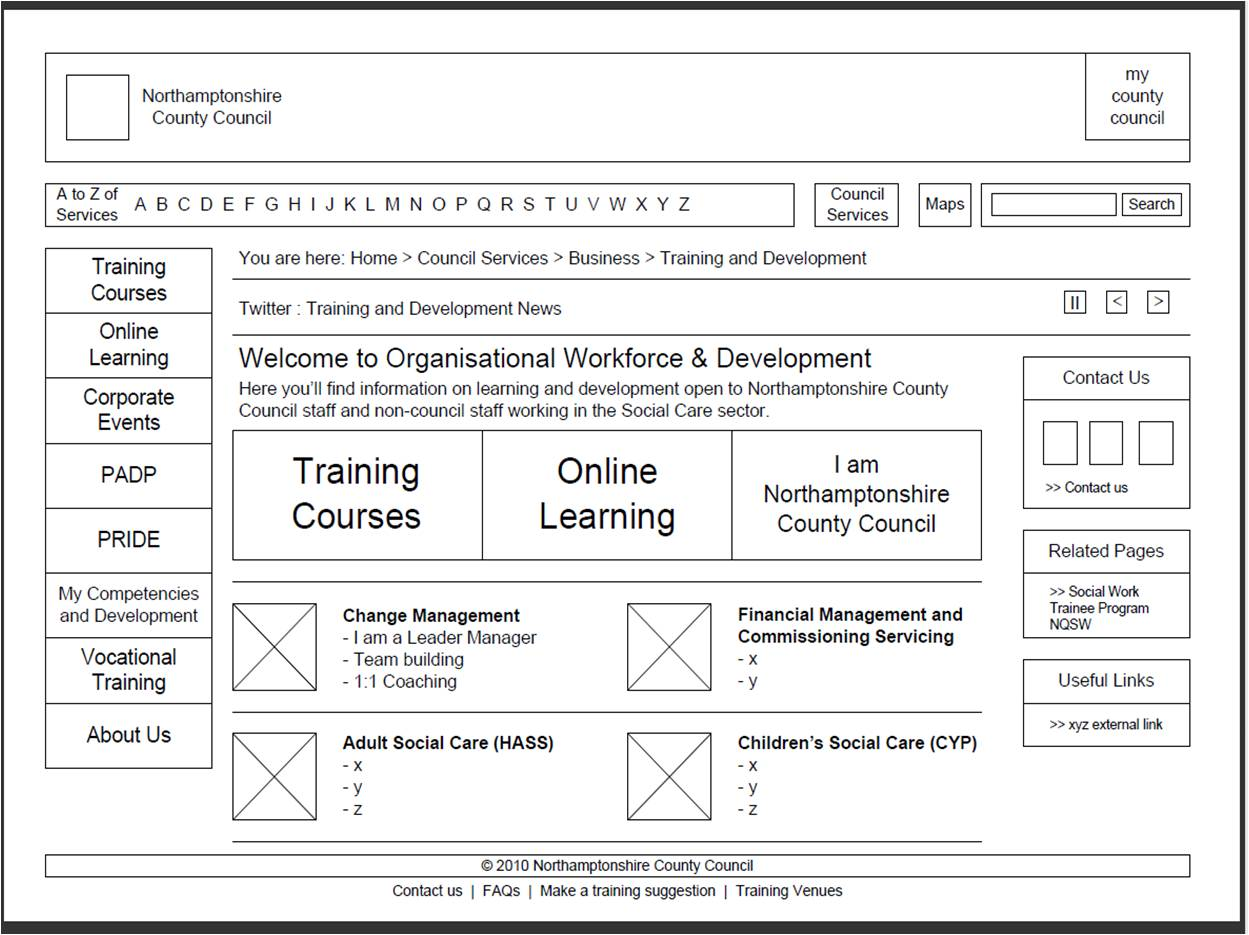 Northamptonshire
County Council
my
county
council
A to Z of
Services
A B C D E F G H I J K L M N O P Q R S T U V W X Y Z
Council
Services
Maps
Search
Training
Courses
Online
Learning
Corporate
Events
PADP
PRIDE
My Competencies
and Development
Vocational
Training
About Us
You are here: Home > Council Services > Business > Training and Development
Twitter : Training and Development News
||
<
>
Welcome to Organisational Workforce & Development
Here you'll find information on learning and development open to Northamptonshire County
Council staff and non-council staff working in the Social Care sector.
Training
Courses
Online
Learning
I am
Northamptonshire
County Council
Change Management
- I am a Leader Manager
- Team building
- 1:1 Coaching
Financial Management and
Commissioning Servicing
- x
- y
Adult Social Care (HASS)
- x
- y
- z
Children's Social Care (CYP)
- x
- y
- z
Contact Us
>> Contact us
Related Pages
>> Social Work
Trainee Program
NQSW
Useful Links
>> xyz external link
© 2010 Northamptonshire County Council
Contact us | FAQs | Make a training suggestion | Training Venues